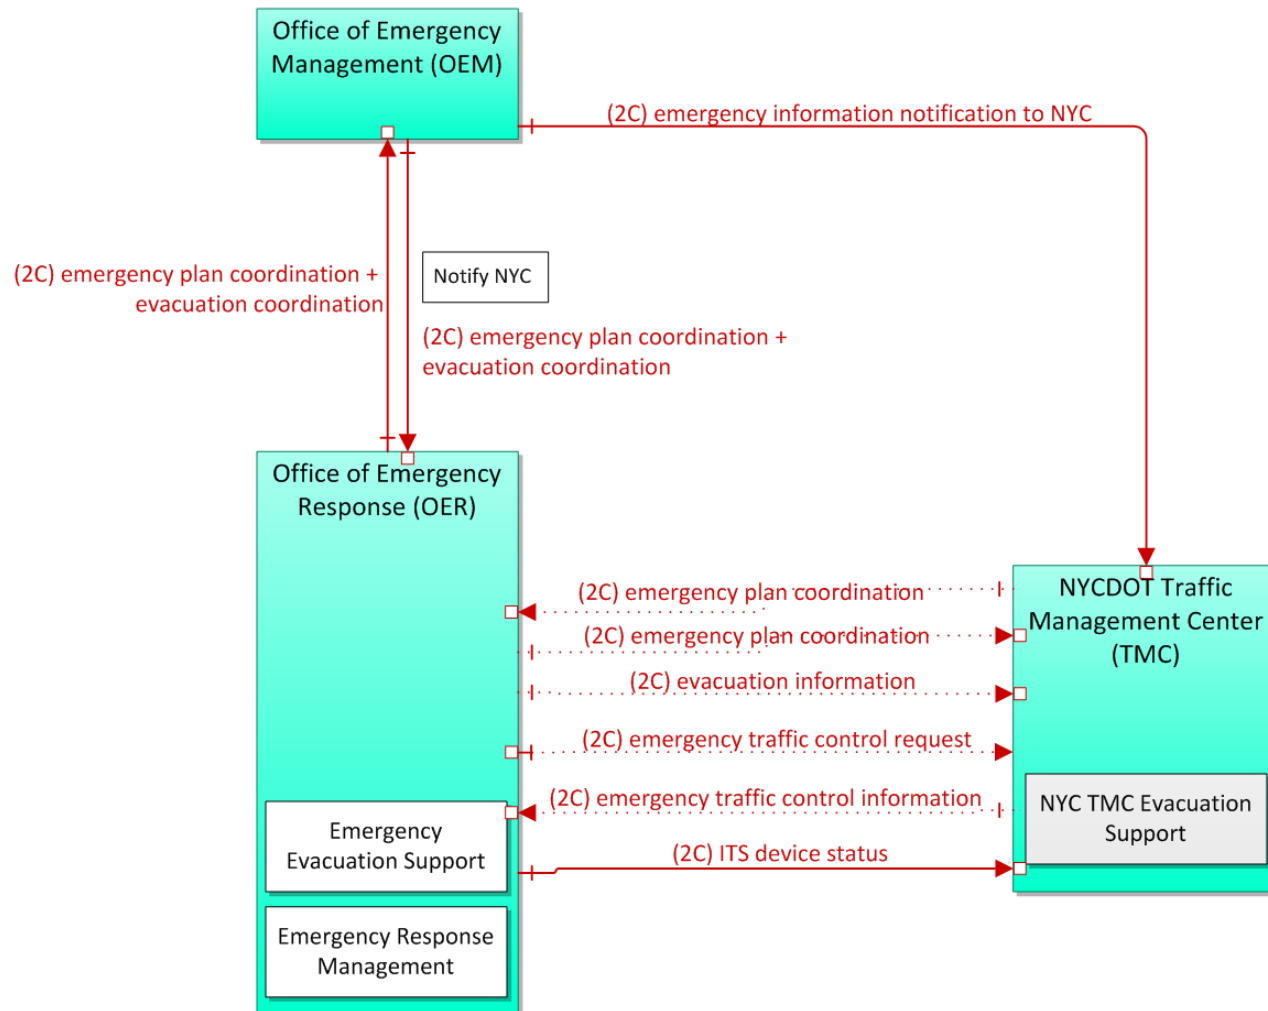 Office of Emergency
Management (OEM)
(2C) emergency information notification to NYC
(2C) emergency plan coordination +
evacuation coordination
Notify NYC
(2C) emergency plan coordination +
evacuation coordination
Office of Emergency
Response (OER)
(2C) emergency plan coordination
(2C) emergency plan coordination
(2C) evacuation information
(2C) emergency traffic control request
(2C) emergency traffic control information
(2C) ITS device status
NYCDOT Traffic
Management Center
(TMC)
NYC TMC Evacuation
Support
Emergency
Evacuation Support
Emergency Response
Management